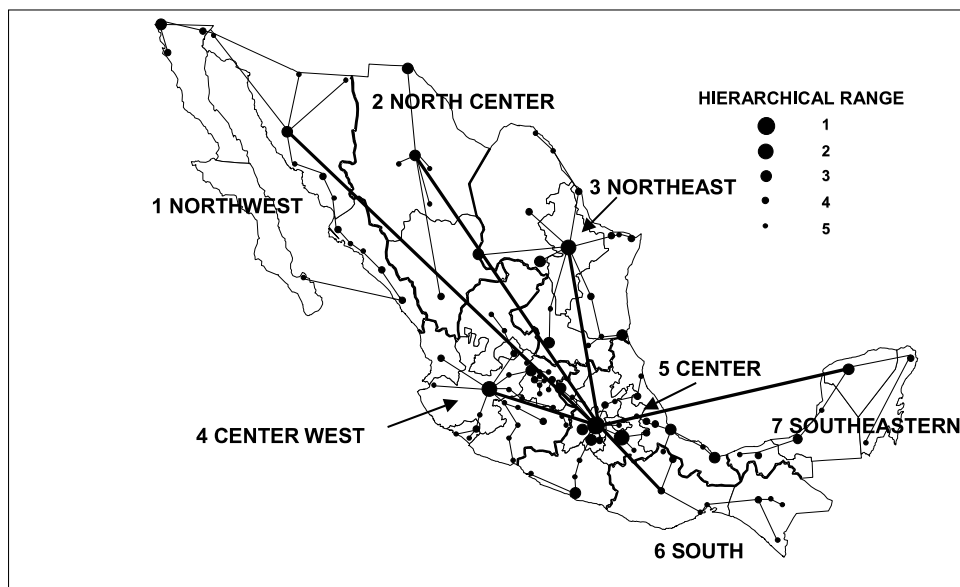 2 NORTH CENTER
HIERARCHICAL RANGE
1
2
3
4
5
3 NORTHEAST
1 NORTHWEST
5 CENTER
4 CENTER WEST
7 SOUTHEASTERN
6 SOUTH